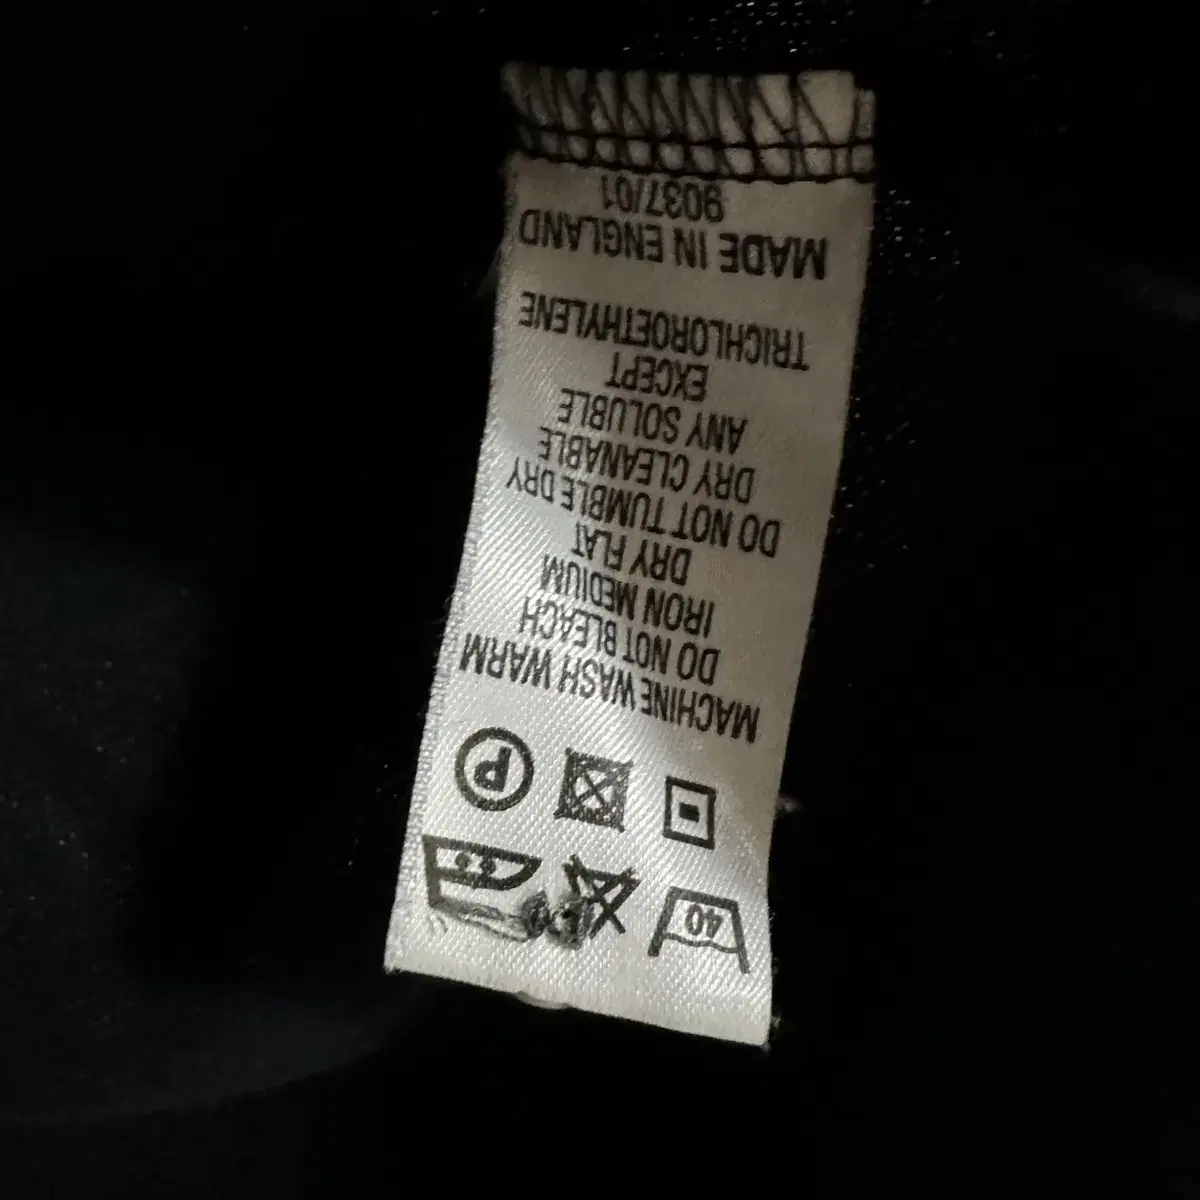 40
P
MACHINE WASH WARM
DO NOT BLEACH
IRON MEDIUM
DRY FLAT
DO NOT TUMBLE DRY
DRY CLEANABLE
ANY SOLUBLE
EXCEPT
TRICHLOROETHYLENE
MADE IN ENGLAND
9037/01